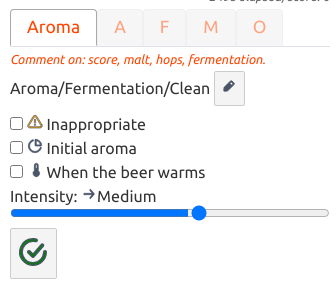 Aroma A F M O
Comment on: score, malt, hops, fermentation.
Aroma/Fermentation/Clean
Inappropriate
Initial aroma
When the beer warms
Intensity: →Medium